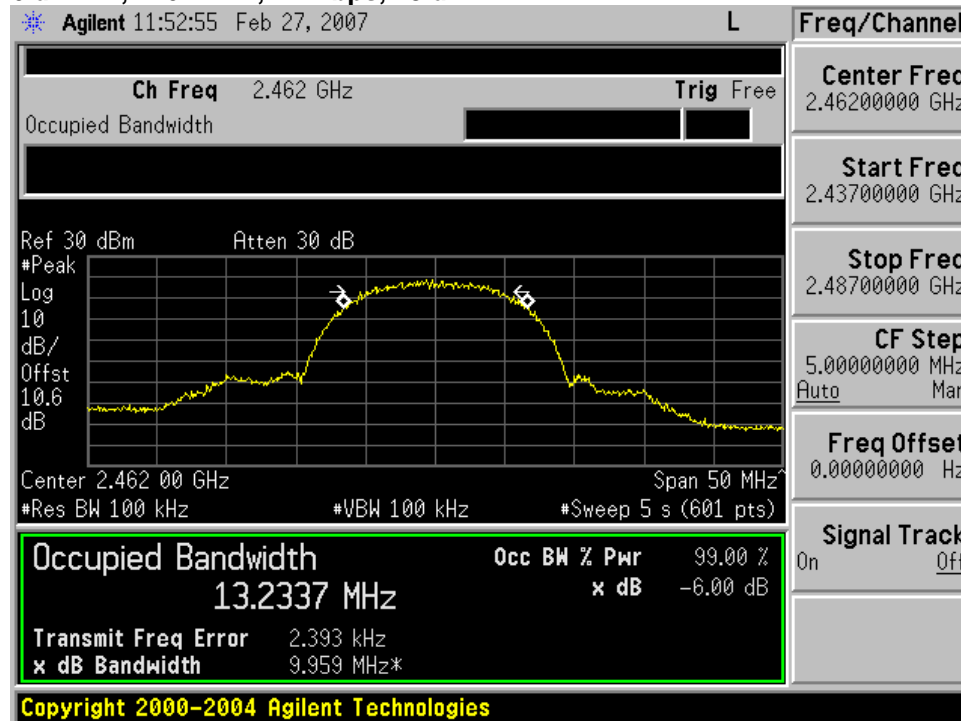 Agilent 11:52:55 Feb 27, 2007 L
Freq/Channel
Ch Freq 2.462 GHz Trig Free
Occupied Bandwidth
Center Freq
2.46200000 GHz
Start Freq
2.43700000 GHz
Stop Freq
2.48700000 GHz
CF Step
5.00000000 MHz
Auto Man
Freq Offset
0.00000000 Hz
Signal Track
On Off
Ref 30 dBm Atten 30 dB
#Peak
Log
10
dB/
Offst
10.6
dB
Center 2.462 00 GHz Span 50 MHz^
#Res BW 100 kHz #VBW 100 kHz #Sweep 5 s (601 pts)
Occupied Bandwidth
13.2337 MHz
Occ BW % Pwr 99.00 %
x dB -6.00 dB
Transmit Freq Error 2.393 kHz
x dB Bandwidth 9.959 MHz*
Copyright 2000-2004 Agilent Technologies